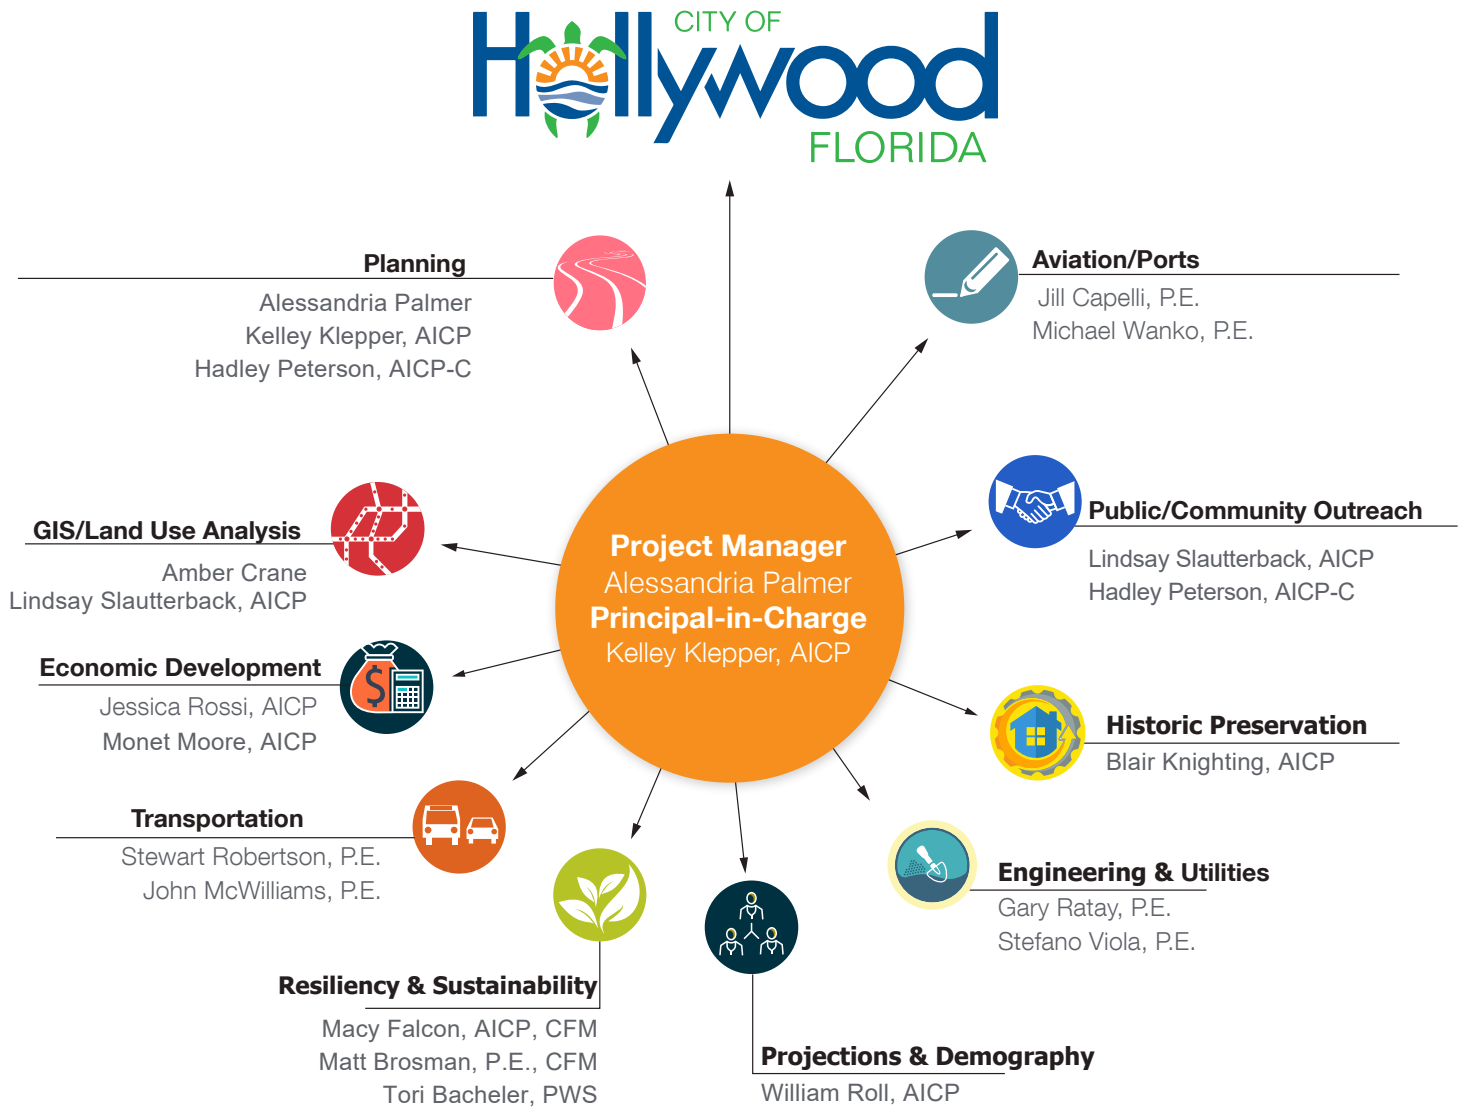 CITY OF
Hollywood
FLORIDA
Planning
Alessandria Palmer
Kelley Klepper, AICP
Hadley Peterson, AICP-C
Aviation/Ports
Jill Capelli, P.E.
Michael Wanko, P.E.
GIS/Land Use Analysis
Amber Crane
Lindsay Slautterback, AICP
Public/Community Outreach
Lindsay Slautterback, AICP
Hadley Peterson, AICP-C
Project Manager
Alessandria Palmer
Principal-in-Charge
Kelley Klepper, AICP
Economic Development
$
Jessica Rossi, AICP
Monet Moore, AICP
Historic Preservation
Blair Knighting, AICP
Transportation
Stewart Robertson, P.E.
John McWilliams, P.E.
Engineering & Utilities
Gary Ratay, P.E.
Stefano Viola, P.E.
Resiliency & Sustainability
Macy Falcon, AICP, CFM
Matt Brosman, P.E., CFM
Tori Bacheler, PWS
Projections & Demography
William Roll, AICP